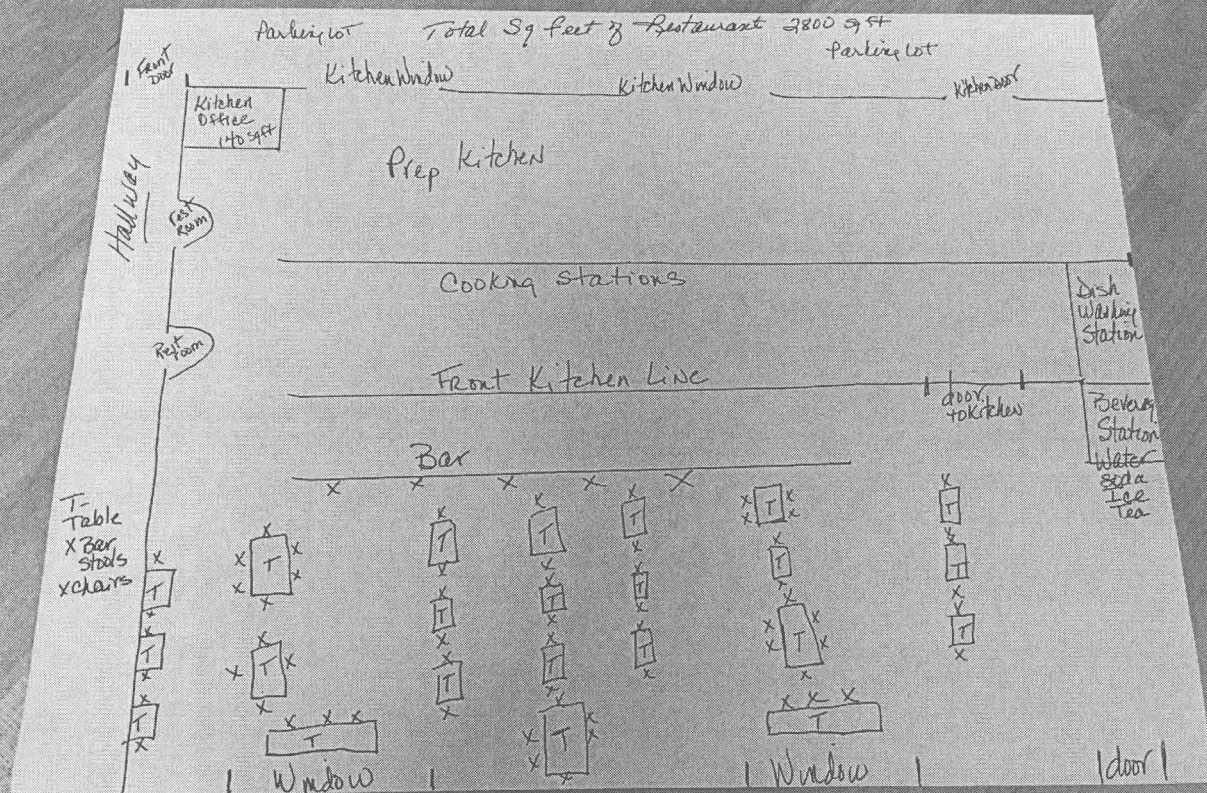 Parking Lot Total Sq feet of Restaurant 2800 sq ft
Parking Lot
Front
Door
Kitchen Window
Kitchen Window
Kitchen Door
Kitchen
Office
140 sq ft
Prep Kitchen
Hallway
Rest
Room
Cooking Stations
Dish
Washing
Station
Rest
room
Front Kitchen Line
door
to Kitchen
Beverag
Station
Water
Soda
Ice
Tea
Bar
X X X X X
T-
Table
X Bar
Stools
X Chairs
T T T T T T
T T T T T
T T T T T T T
T T T
T T
Window Window door